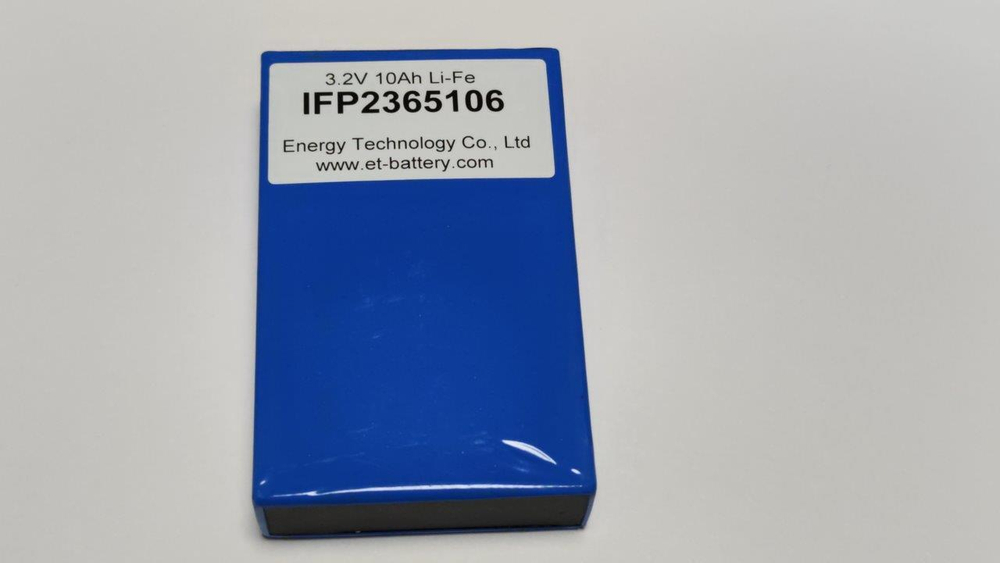 3.2V 10Ah Li-Fe
IFP2365106
Energy Technology Co., Ltd
www.et-battery.com